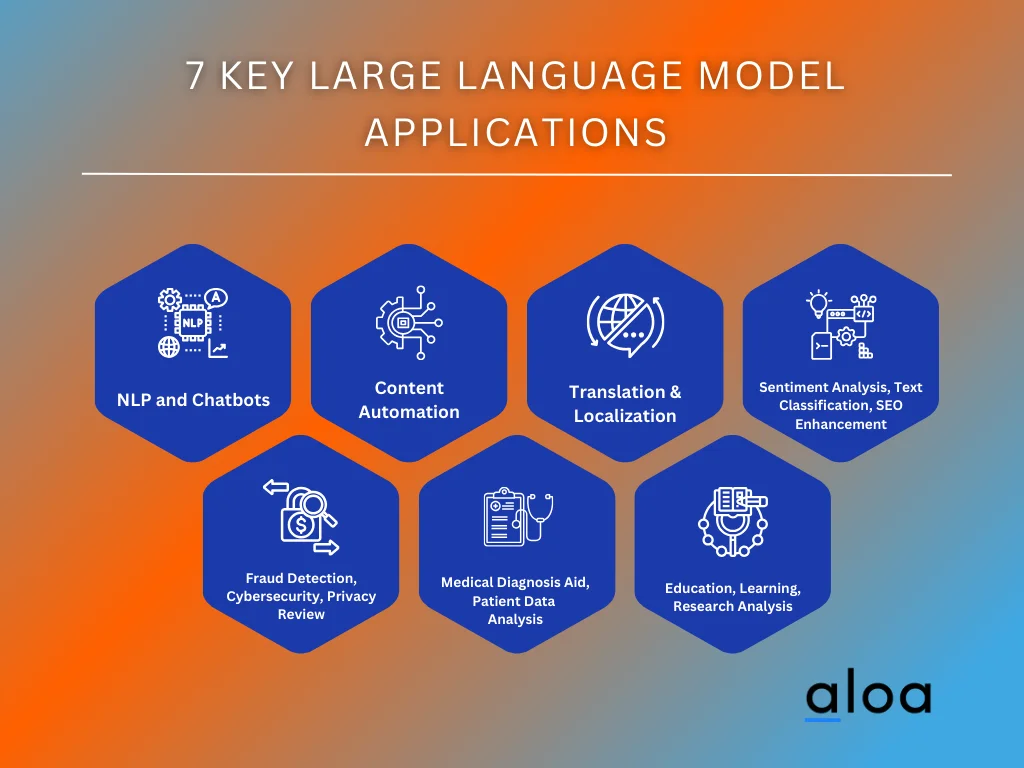 7 KEY LARGE LANGUAGE MODEL
APPLICATIONS
A
NLP
NLP and Chatbots
Content
Automation
Translation &
Localization
</>
>-
Sentiment Analysis, Text
Classification, SEO
Enhancement
$
Fraud Detection,
Cybersecurity, Privacy
Review
Medical Diagnosis Aid,
Patient Data
Analysis
Education, Learning,
Research Analysis
aloa